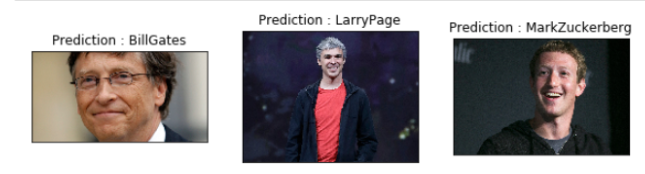 Prediction : BillGates
Prediction : LarryPage
Prediction : MarkZuckerberg